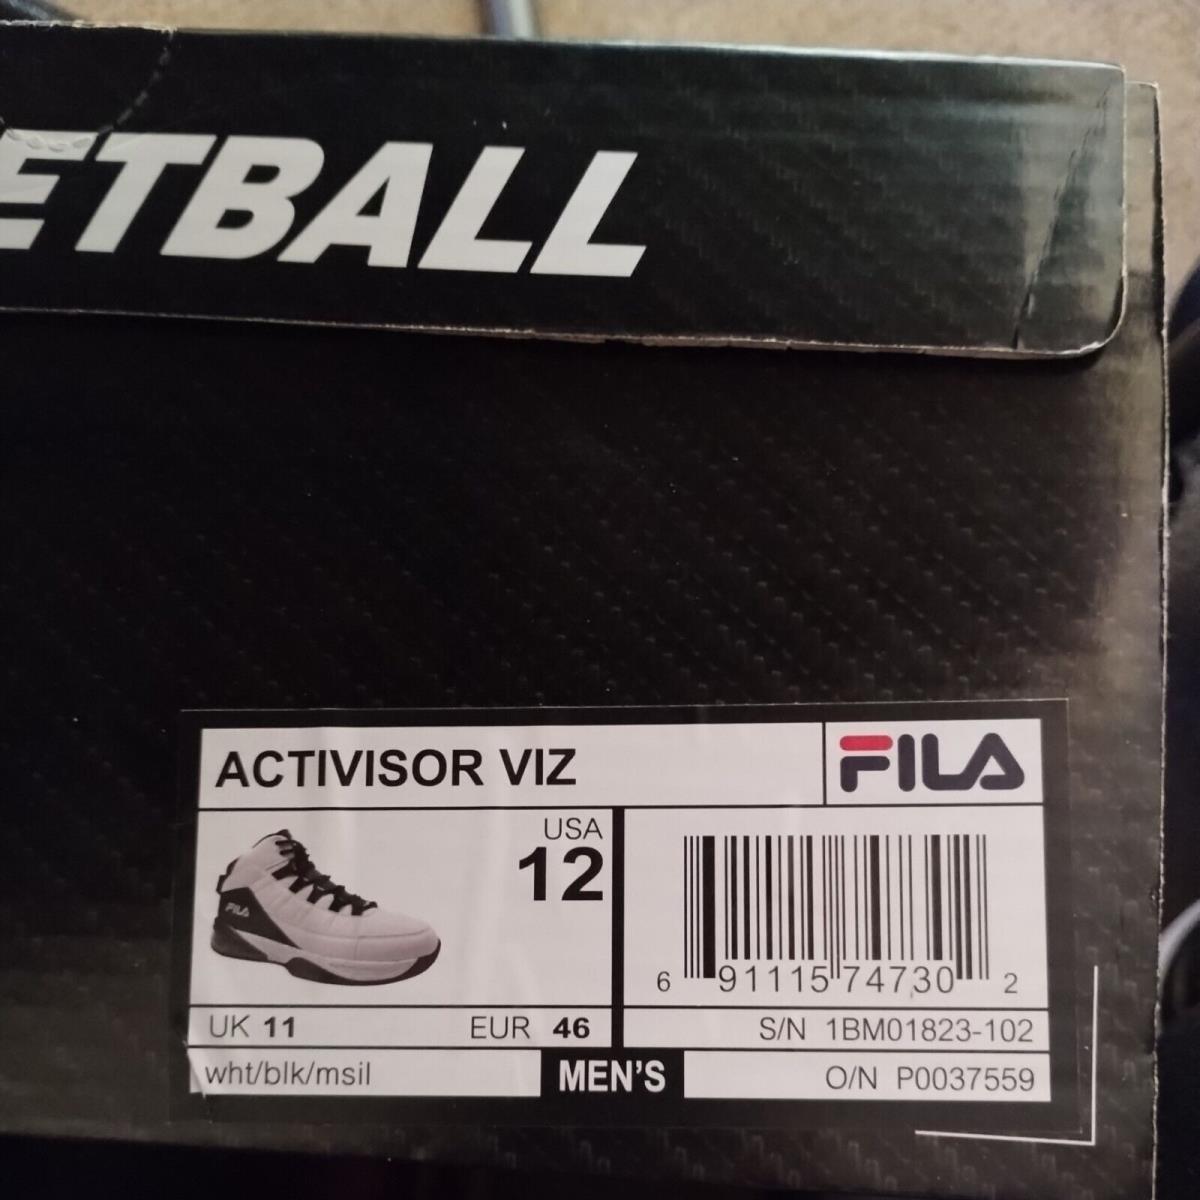 ETBALL
ACTIVISOR VIZ
FILA
USA
12
FILA
6 91115 74730 2
UK 11 EUR 46
S/N 1BM01823-102
wht/blk/msil
MEN'S
O/N P0037559